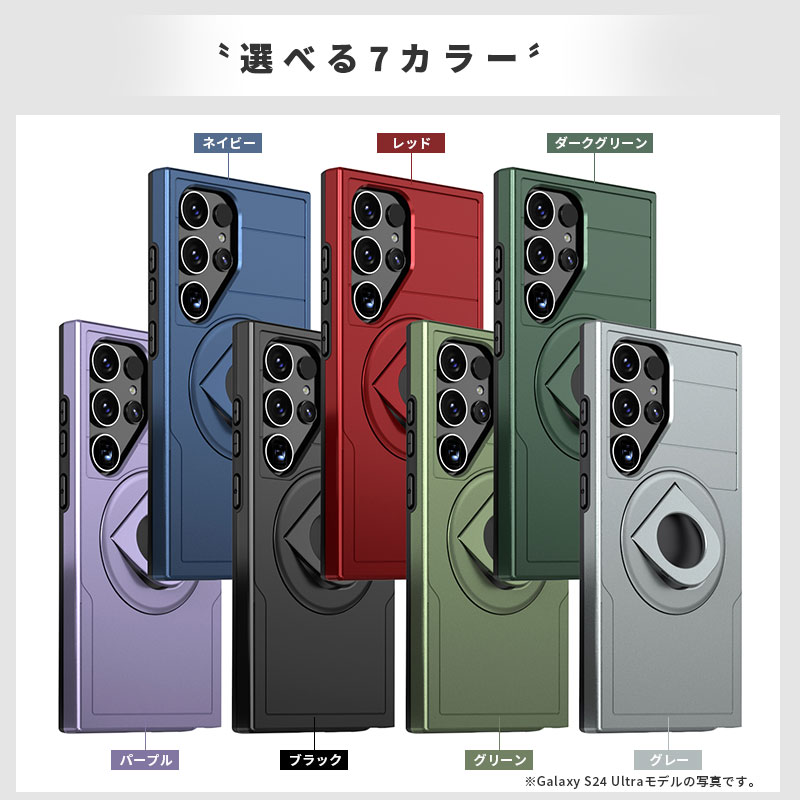 〝選べる7カラー〞
ネイビー
レッド
ダークグリーン
パープル
ブラック
グリーン
グレー
※Galaxy S24 Ultraモデルの写真です。